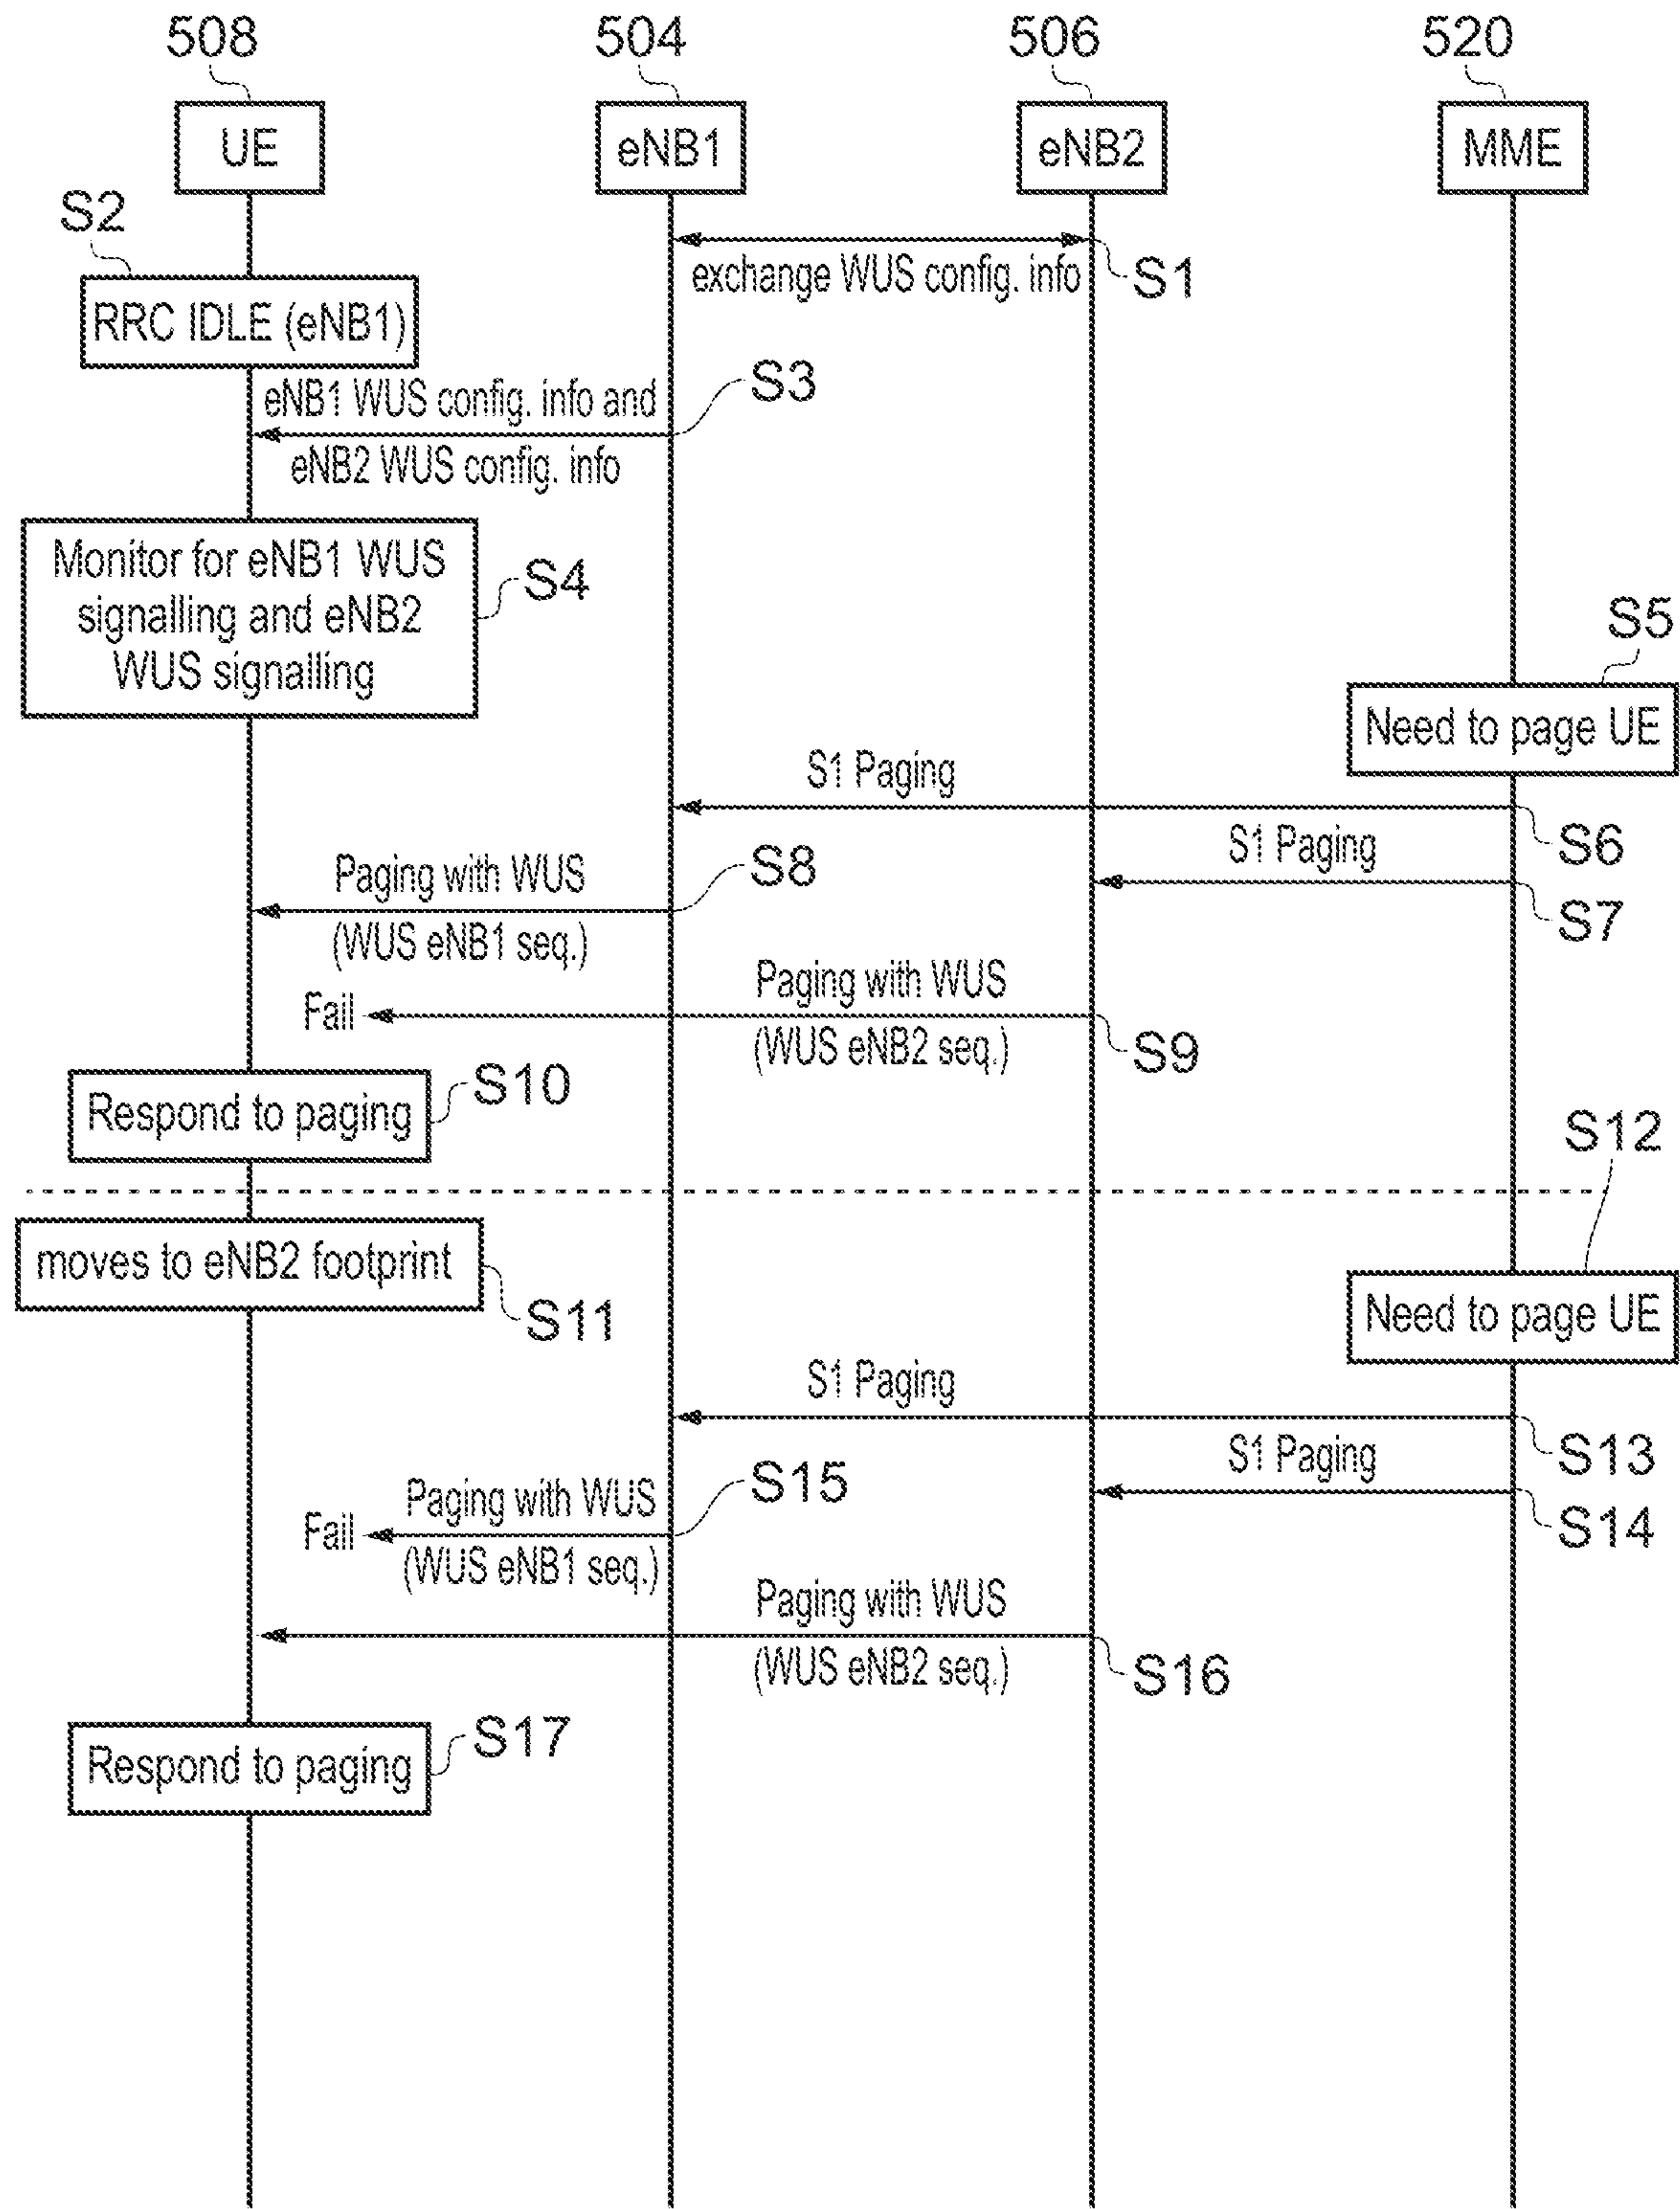 508
504
506
520
UE
eNB1
eNB2
MME
S2
exchange WUS config. info
S1
RRC IDLE (eNB1)
eNB1 WUS config. info and
S3
eNB2 WUS config. info
Monitor for eNB1 WUS
signalling and eNB2
WUS signalling
S4
S5
Need to page UE
S1 Paging
S6
S1 Paging
S7
Paging with WUS
S8
(WUS eNB1 seq.)
Paging with WUS
Fail
(WUS eNB2 seq.)
S9
Respond to paging
S10
S12
moves to eNB2 footprint
S11
Need to page UE
S1 Paging
S13
S1 Paging
S14
Paging with WUS
S15
Fail
(WUS eNB1 seq.)
Paging with WUS
(WUS eNB2 seq.)
S16
Respond to paging
S17